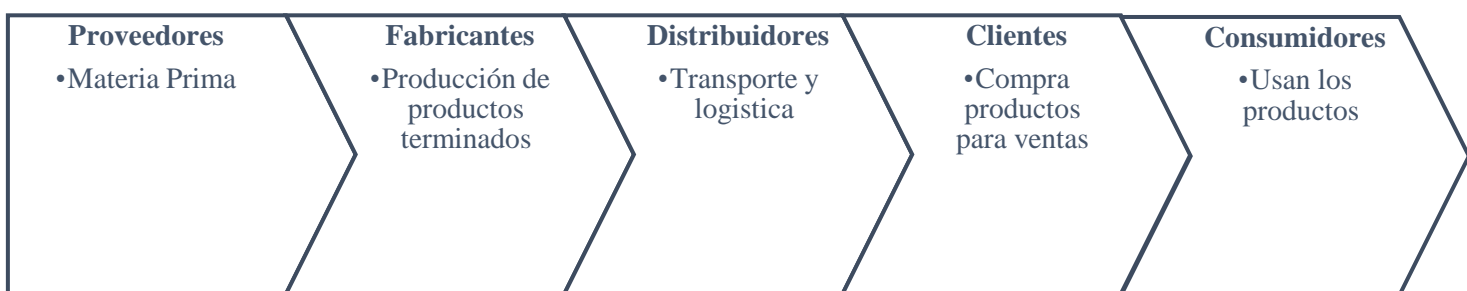 Proveedores
•Materia Prima
Fabricantes
•Producción de
productos
terminados
Distribuidores
•Transporte y
logistica
Clientes
•Compra
productos
para ventas
Consumidores
•Usan los
productos